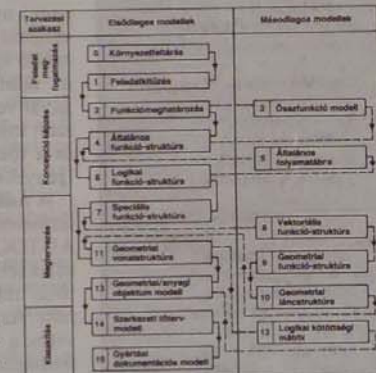 Tervezési szakasz
Elsődleges modellek
Másodlagos modellek
Feladat meg-
fogalmazás
Koncepció képzés
Megtervezés
Kialakítás
0 Környezetfeltárás
1 Feladatkitűzés
2 Funkciómeghatározás
3 Összfunkció modell
4 Általános
funkció-struktúra
5 Általános
folyamatábra
6 Logikai
funkció-struktúra
7 Speciális
funkció-struktúra
8 Vektoriális
funkció-struktúra
11 Geometriai
vonalstruktúra
9 Geometriai
funkció-struktúra
13 Geometriai/anyagi
objektum modell
10 Geometriai
láncstruktúra
14 Szerkezeti
modell
12 Logikai kötöttségi
mátrix
15 Gyártási
dokumentációs modell